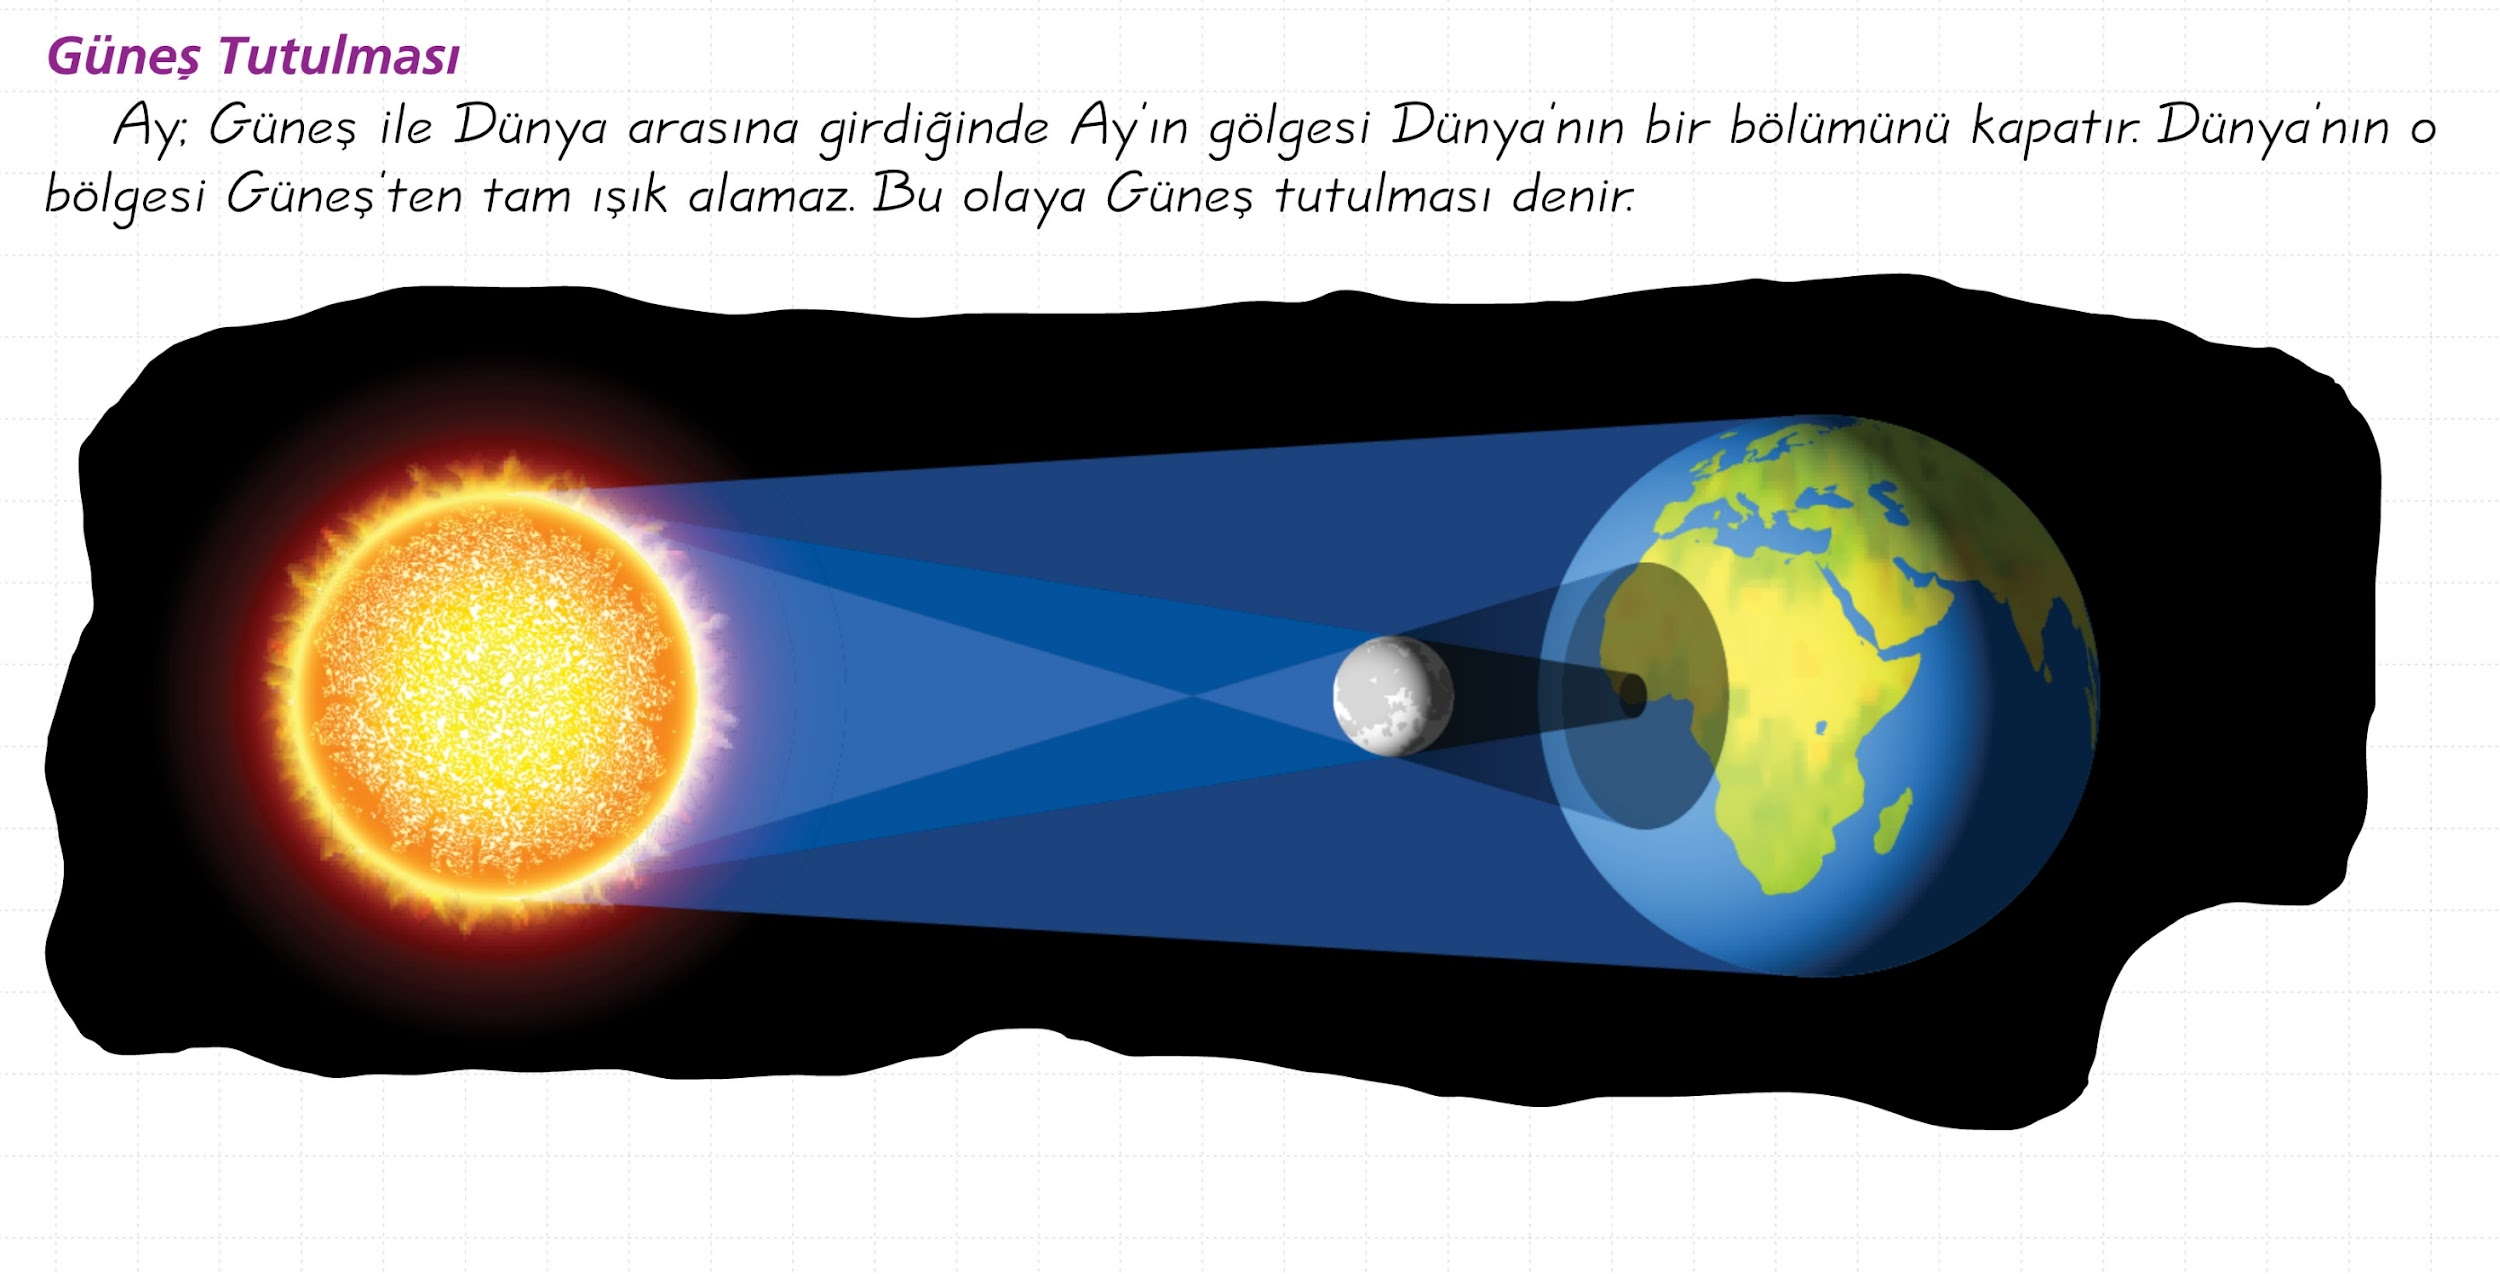 Güneş Tutulması
Ay; Güneş ile Dünya arasına girdiğinde Ay'ın gölgesi Dünya'nın bir bölümünü kapatır. Dünya'nın o
bölgesi Güneş'ten tam ışık alamaz. Bu olaya Güneş tutulması denir.